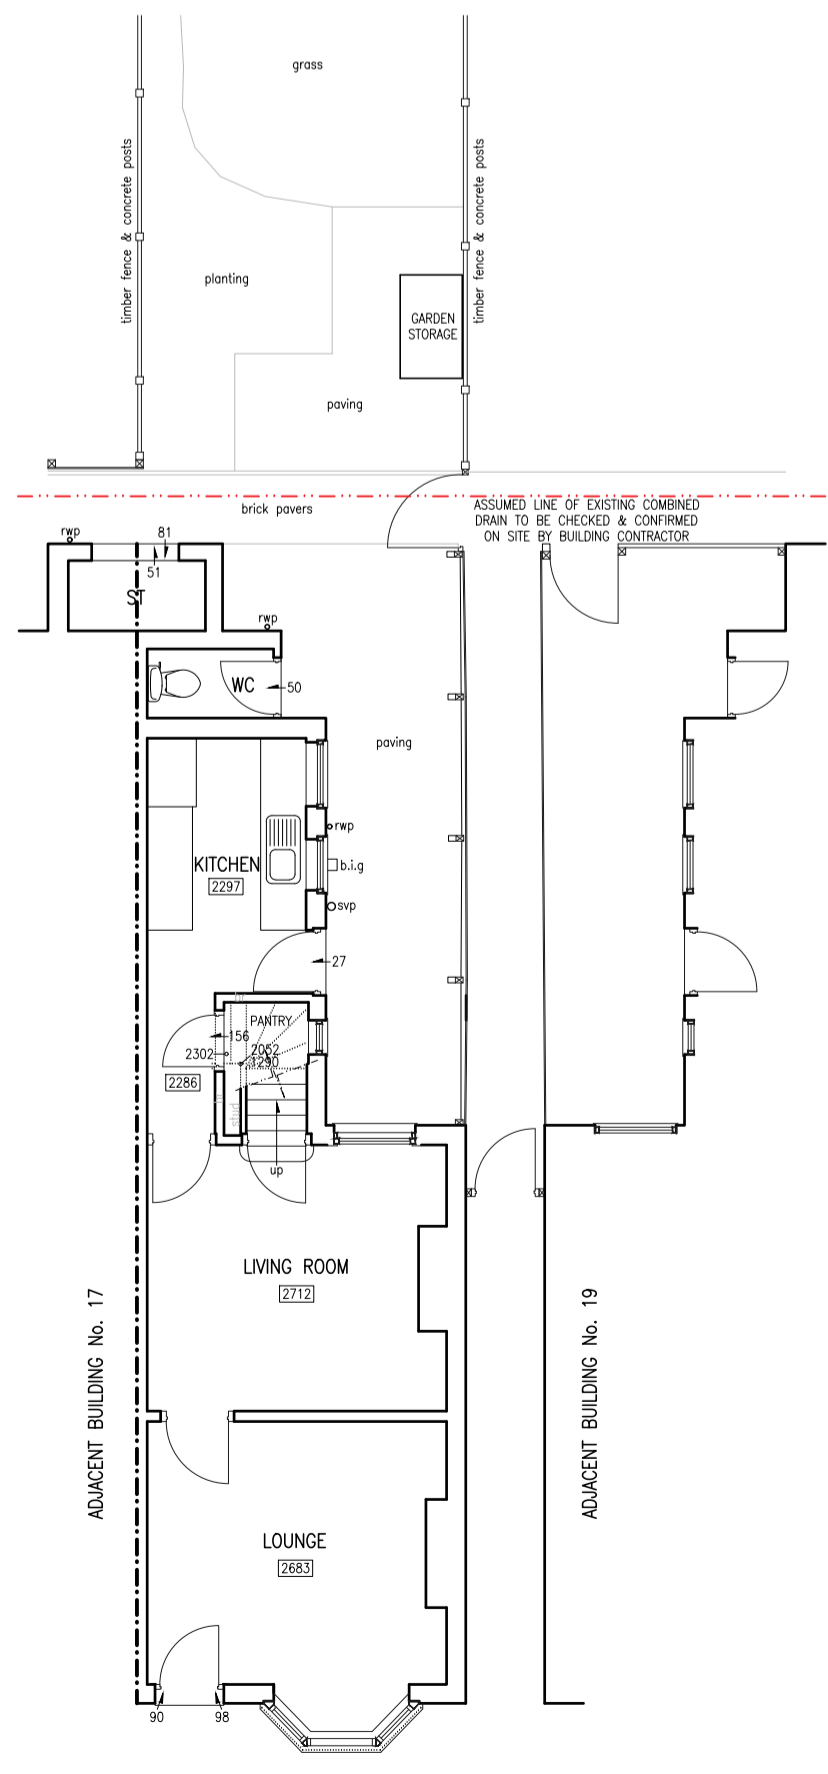 grass
timber fence & concrete posts
timber fence & concrete posts
planting
GARDEN
STORAGE
paving
brick pavers
ASSUMED LINE OF EXISTING COMBINED
DRAIN TO BE CHECKED & CONFIRMED
ON SITE BY BUILDING CONTRACTOR
rwp
81
51
ST
rwp
WC
50
paving
rwp
KITCHEN
b.i.g
2297
svp
27
PANTRY
156
2302
2052
1290
2286
stud
up
LIVING ROOM
2712
ADJACENT BUILDING No. 17
ADJACENT BUILDING No. 19
LOUNGE
2683
90
98